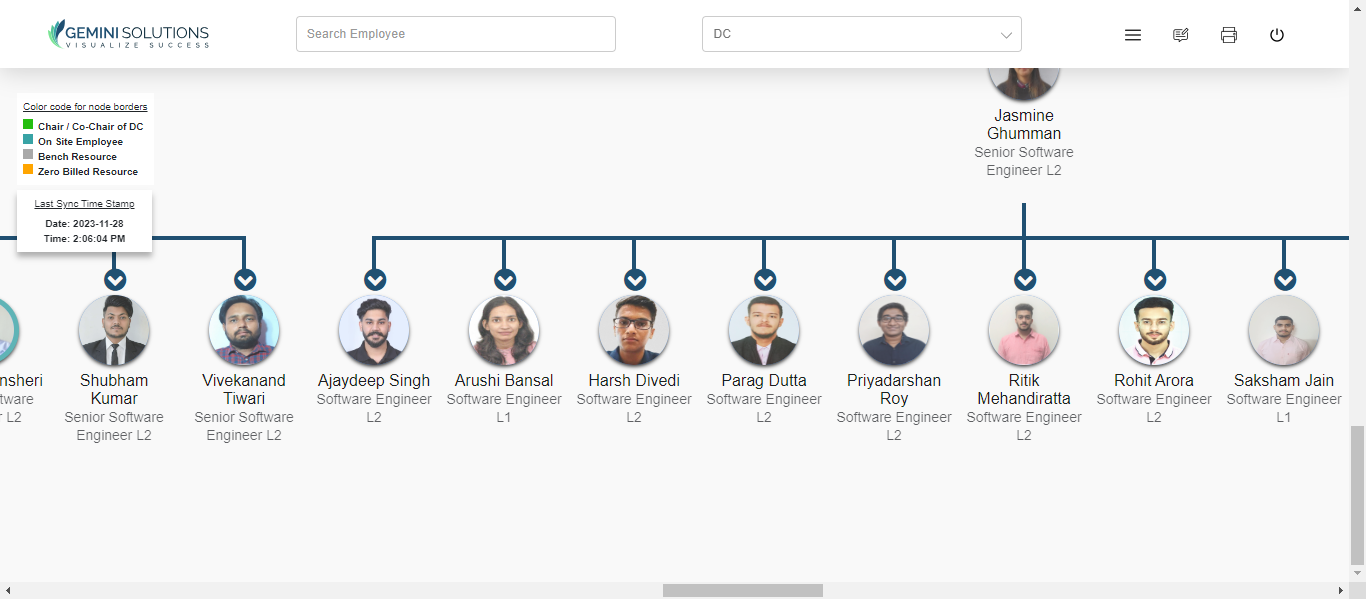 GEMINI SOLUTIONS
VISUALIZE SUCCESS
Search Employee
DC
Color code for node borders
Chair / Co-Chair of DC
On Site Employee
Bench Resource
Zero Billed Resource
Last Sync Time Stamp
Date: 2023-11-28
Time: 2:06:04 PM
Jasmine
Ghumman
Senior Software
Engineer L2
nsheri
tware
r L2
Shubham
Kumar
Senior Software
Engineer L2
Vivekanand
Tiwari
Senior Software
Engineer L2
Ajaydeep Singh
Software Engineer
L2
Arushi Bansal
Software Engineer
L1
Harsh Divedi
Software Engineer
L2
Parag Dutta
Software Engineer
L2
Priyadarshan
Roy
Software Engineer
L2
Ritik
Mehandiratta
Software Engineer
L2
Rohit Arora
Software Engineer
L2
Saksham Jain
Software Engineer
L1